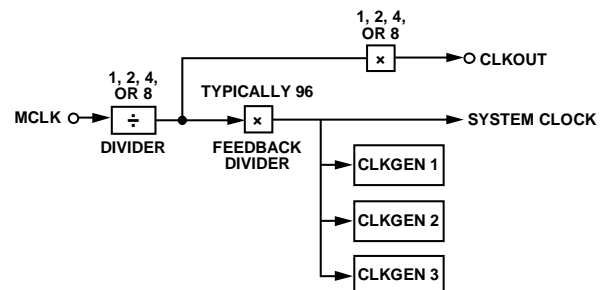 1, 2, 4,
OR 8
×
CLKOUT
1, 2, 4,
OR 8
TYPICALLY 96
MCLK
÷
×
SYSTEM CLOCK
DIVIDER
FEEDBACK
DIVIDER
CLKGEN 1
CLKGEN 2
CLKGEN 3